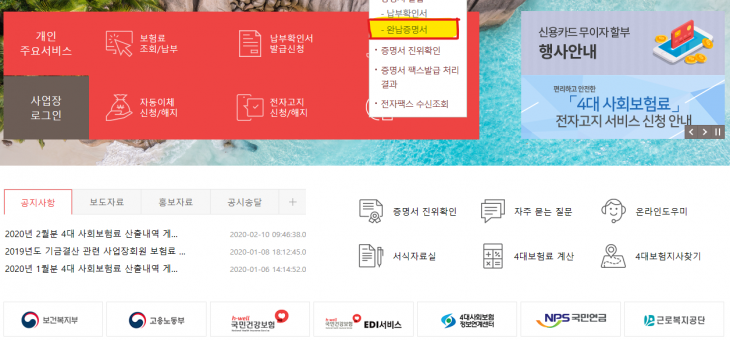 - 납부확인서
- 완납증명서
증명서 진위확인
증명서 팩스발급 처리
결과
전자팩스 수신조회
개인
주요서비스
보험료
조회/납부
납부확인서
발급신청
사업장
로그인
자동이체
신청/해지
전자고지
신청/해지
신용카드 무이자 할부
행사안내
편리하고 안전한
「4대 사회보험료」
전자고지 서비스 신청 안내
공지사항
보도자료
홍보자료
공시송달
2020년 2월분 4대 사회보험료 산출내역 게...
2020-02-10 09:46:38.0
2019년도 기금결산 관련 사업장회원 보험료 ...
2020-01-08 18:12:45.0
2020년 1월분 4대 사회보험료 산출내역 게...
2020-01-06 14:14:52.0
증명서 진위확인
자주 묻는 질문
온라인도우미
서식자료실
4대보험료 계산
4대보험지사찾기
보건복지부
고용노동부
h-well
국민건강보험
h-well
국민건강보험
EDI서비스
4대사회보험
정보연계센터
NPS 국민연금
근로복지공단